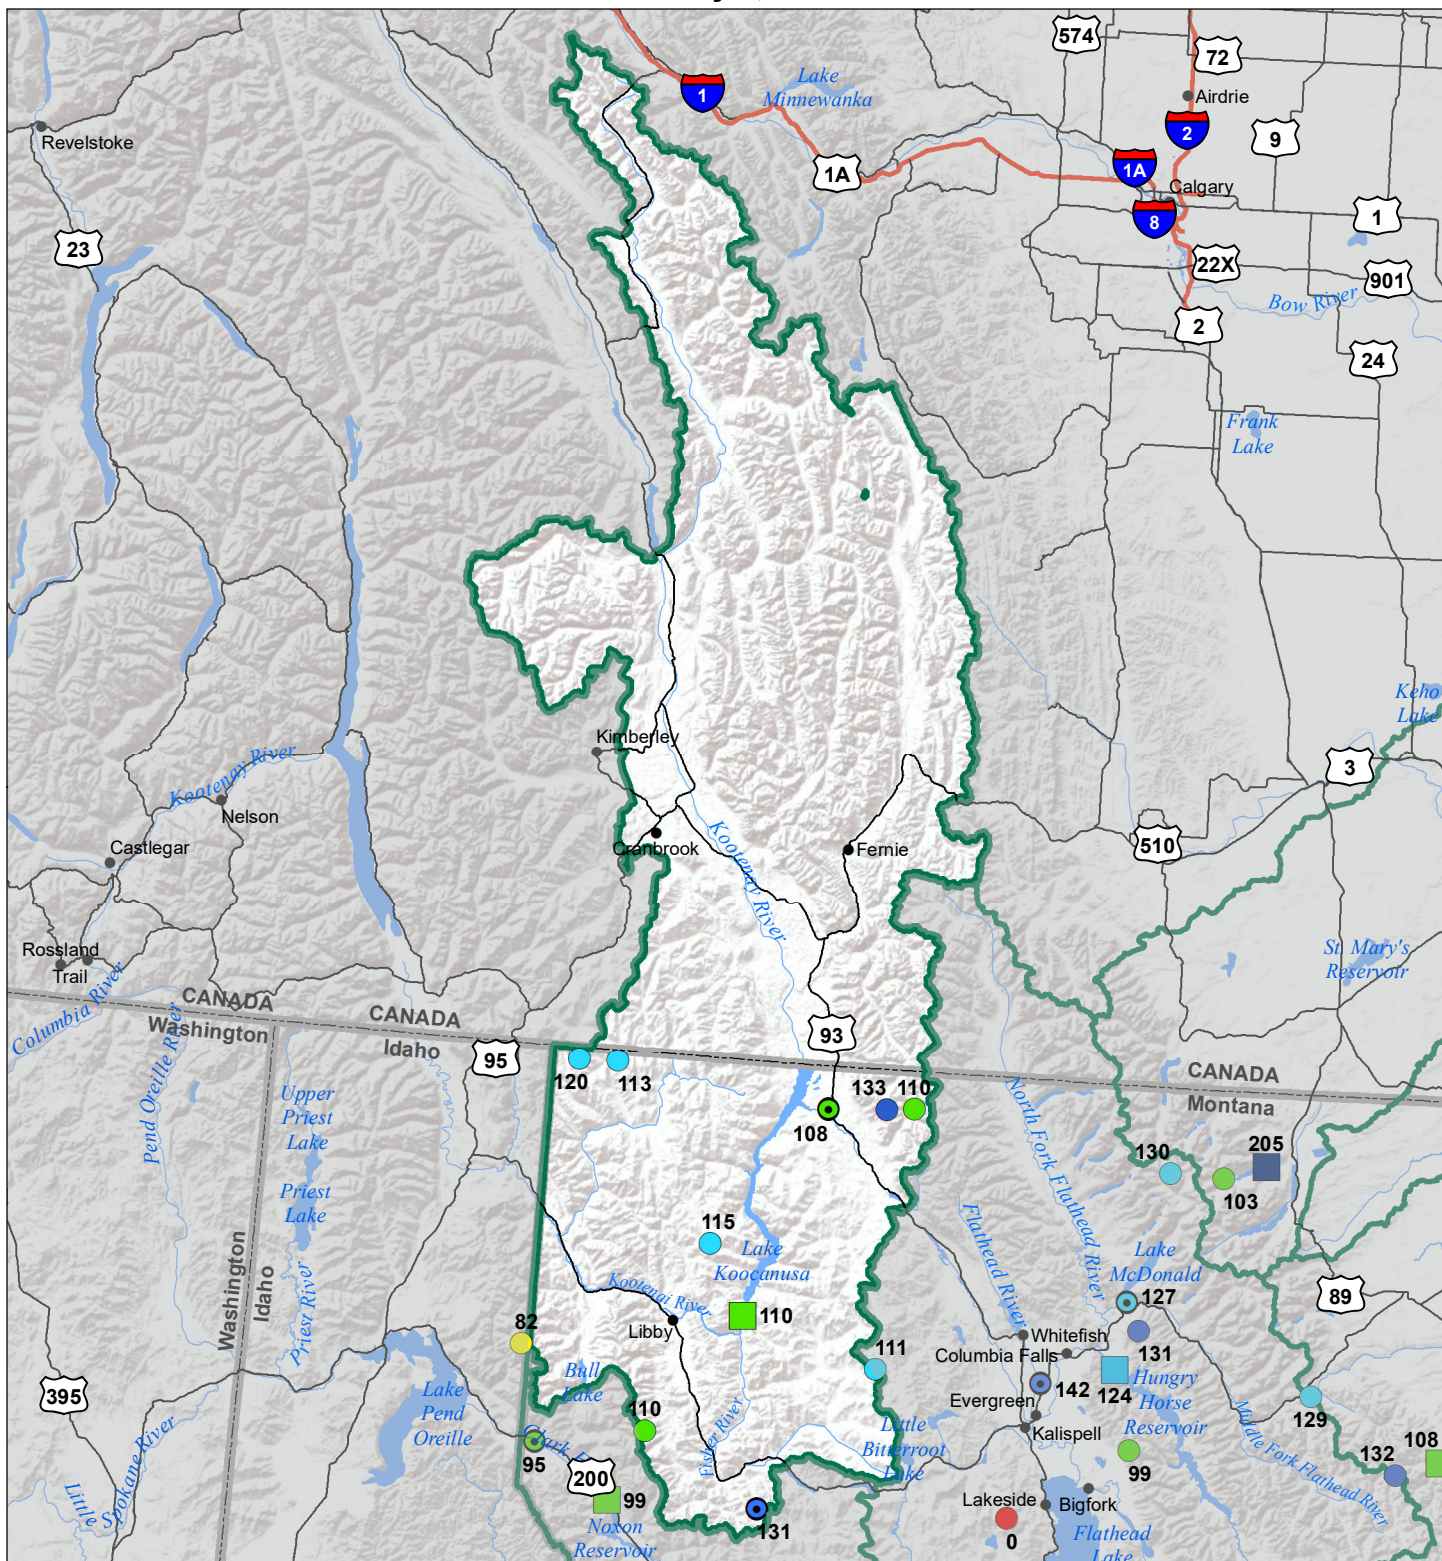 574
72
Airdrie
Lake
Minnewanka
1
Revelstoke
2
9
1A
1A
Calgary
8
1
23
22X
901
Bow River
2
24
Frank
Lake
Keho
Lake
Kimberley
3
Kootenay River
Nelson
Castlegar
Cranbrook
Kootenay River
Fernie
510
Rossland
Trail
St. Mary's
Reservoir
Columbia River
CANADA
Washington
CANADA
Idaho
95
93
CANADA
Montana
Pend Oreille River
Upper
Priest
Lake
Priest
Lake
120
113
133
110
108
North Fork Flathead River
130
205
103
115
Lake
Koocanusa
Flathead River
Lake
McDonald
127
89
Washington
Idaho
Priest River
Kootenai River
Libby
110
82
Whitefish
Columbia Falls
131
111
Bull
Lake
142
124
Hungry
Horse
Reservoir
Evergreen
Kalispell
129
395
Lake
Pend
Oreille
110
95
200
Fisher River
Little
Bitterroot
Lake
99
Middle Fork Flathead River
132
108
Little
Spokane River
99
Noxon
Reservoir
131
Lakeside
0
Bigfork
Flathead
Lake